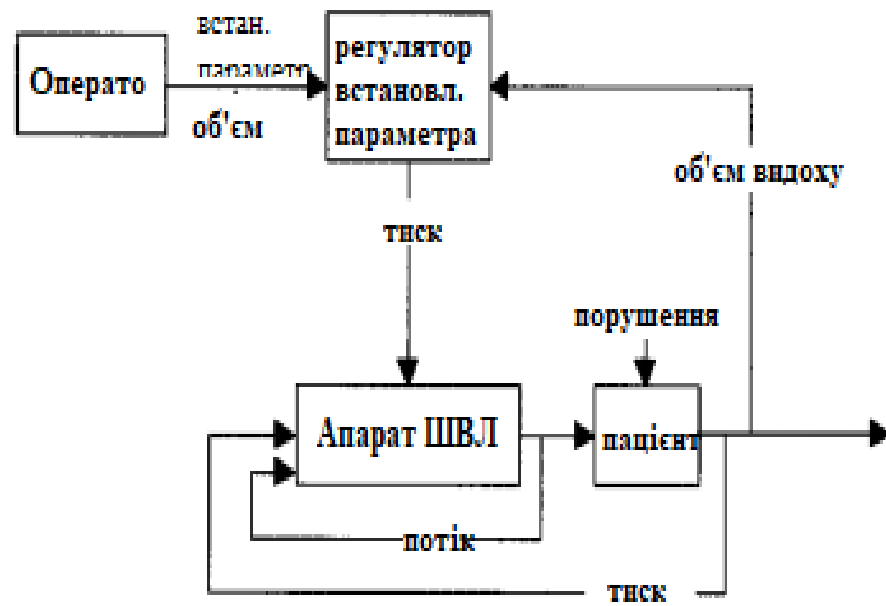 встан.
параметр
об'єм
Операто
регулятор
встановл.
параметра
об'єм видоху
тиск
порушення
Апарат ШВЛ
пацієнт
потік
тиск